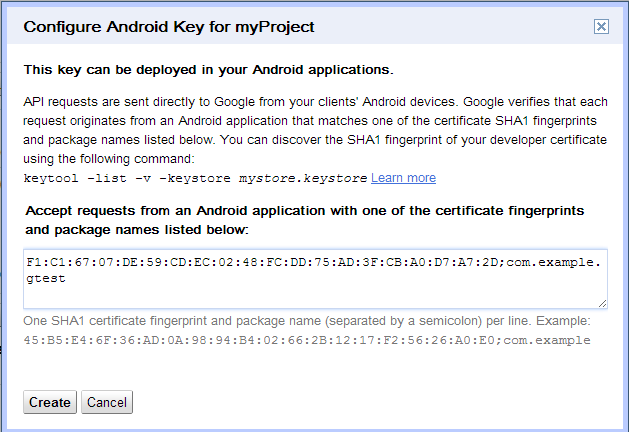 Configure Android Key for myProject
This key can be deployed in your Android applications.
API requests are sent directly to Google from your clients' Android devices. Google verifies that each
request originates from an Android application that matches one of the certificate SHA1 fingerprints
and package names listed below. You can discover the SHA1 fingerprint of your developer certificate
using the following command:
keytool -list -v -keystore mystore.keystore Learn more
Accept requests from an Android application with one of the certificate fingerprints
and package names listed below:
F1:C1:67:07:DE:59:CD:EC:02:48:FC:DD:75:AD:3F:CB:A0:D7:A7:2D;com.example.
gtest
One SHA1 certificate fingerprint and package name (separated by a semicolon) per line. Example:
45:B5:E4:6F:36:AD:0A:98:94:B4:02:66:2B:12:17:F2:56:26:A0:E0;com.example
Create Cancel